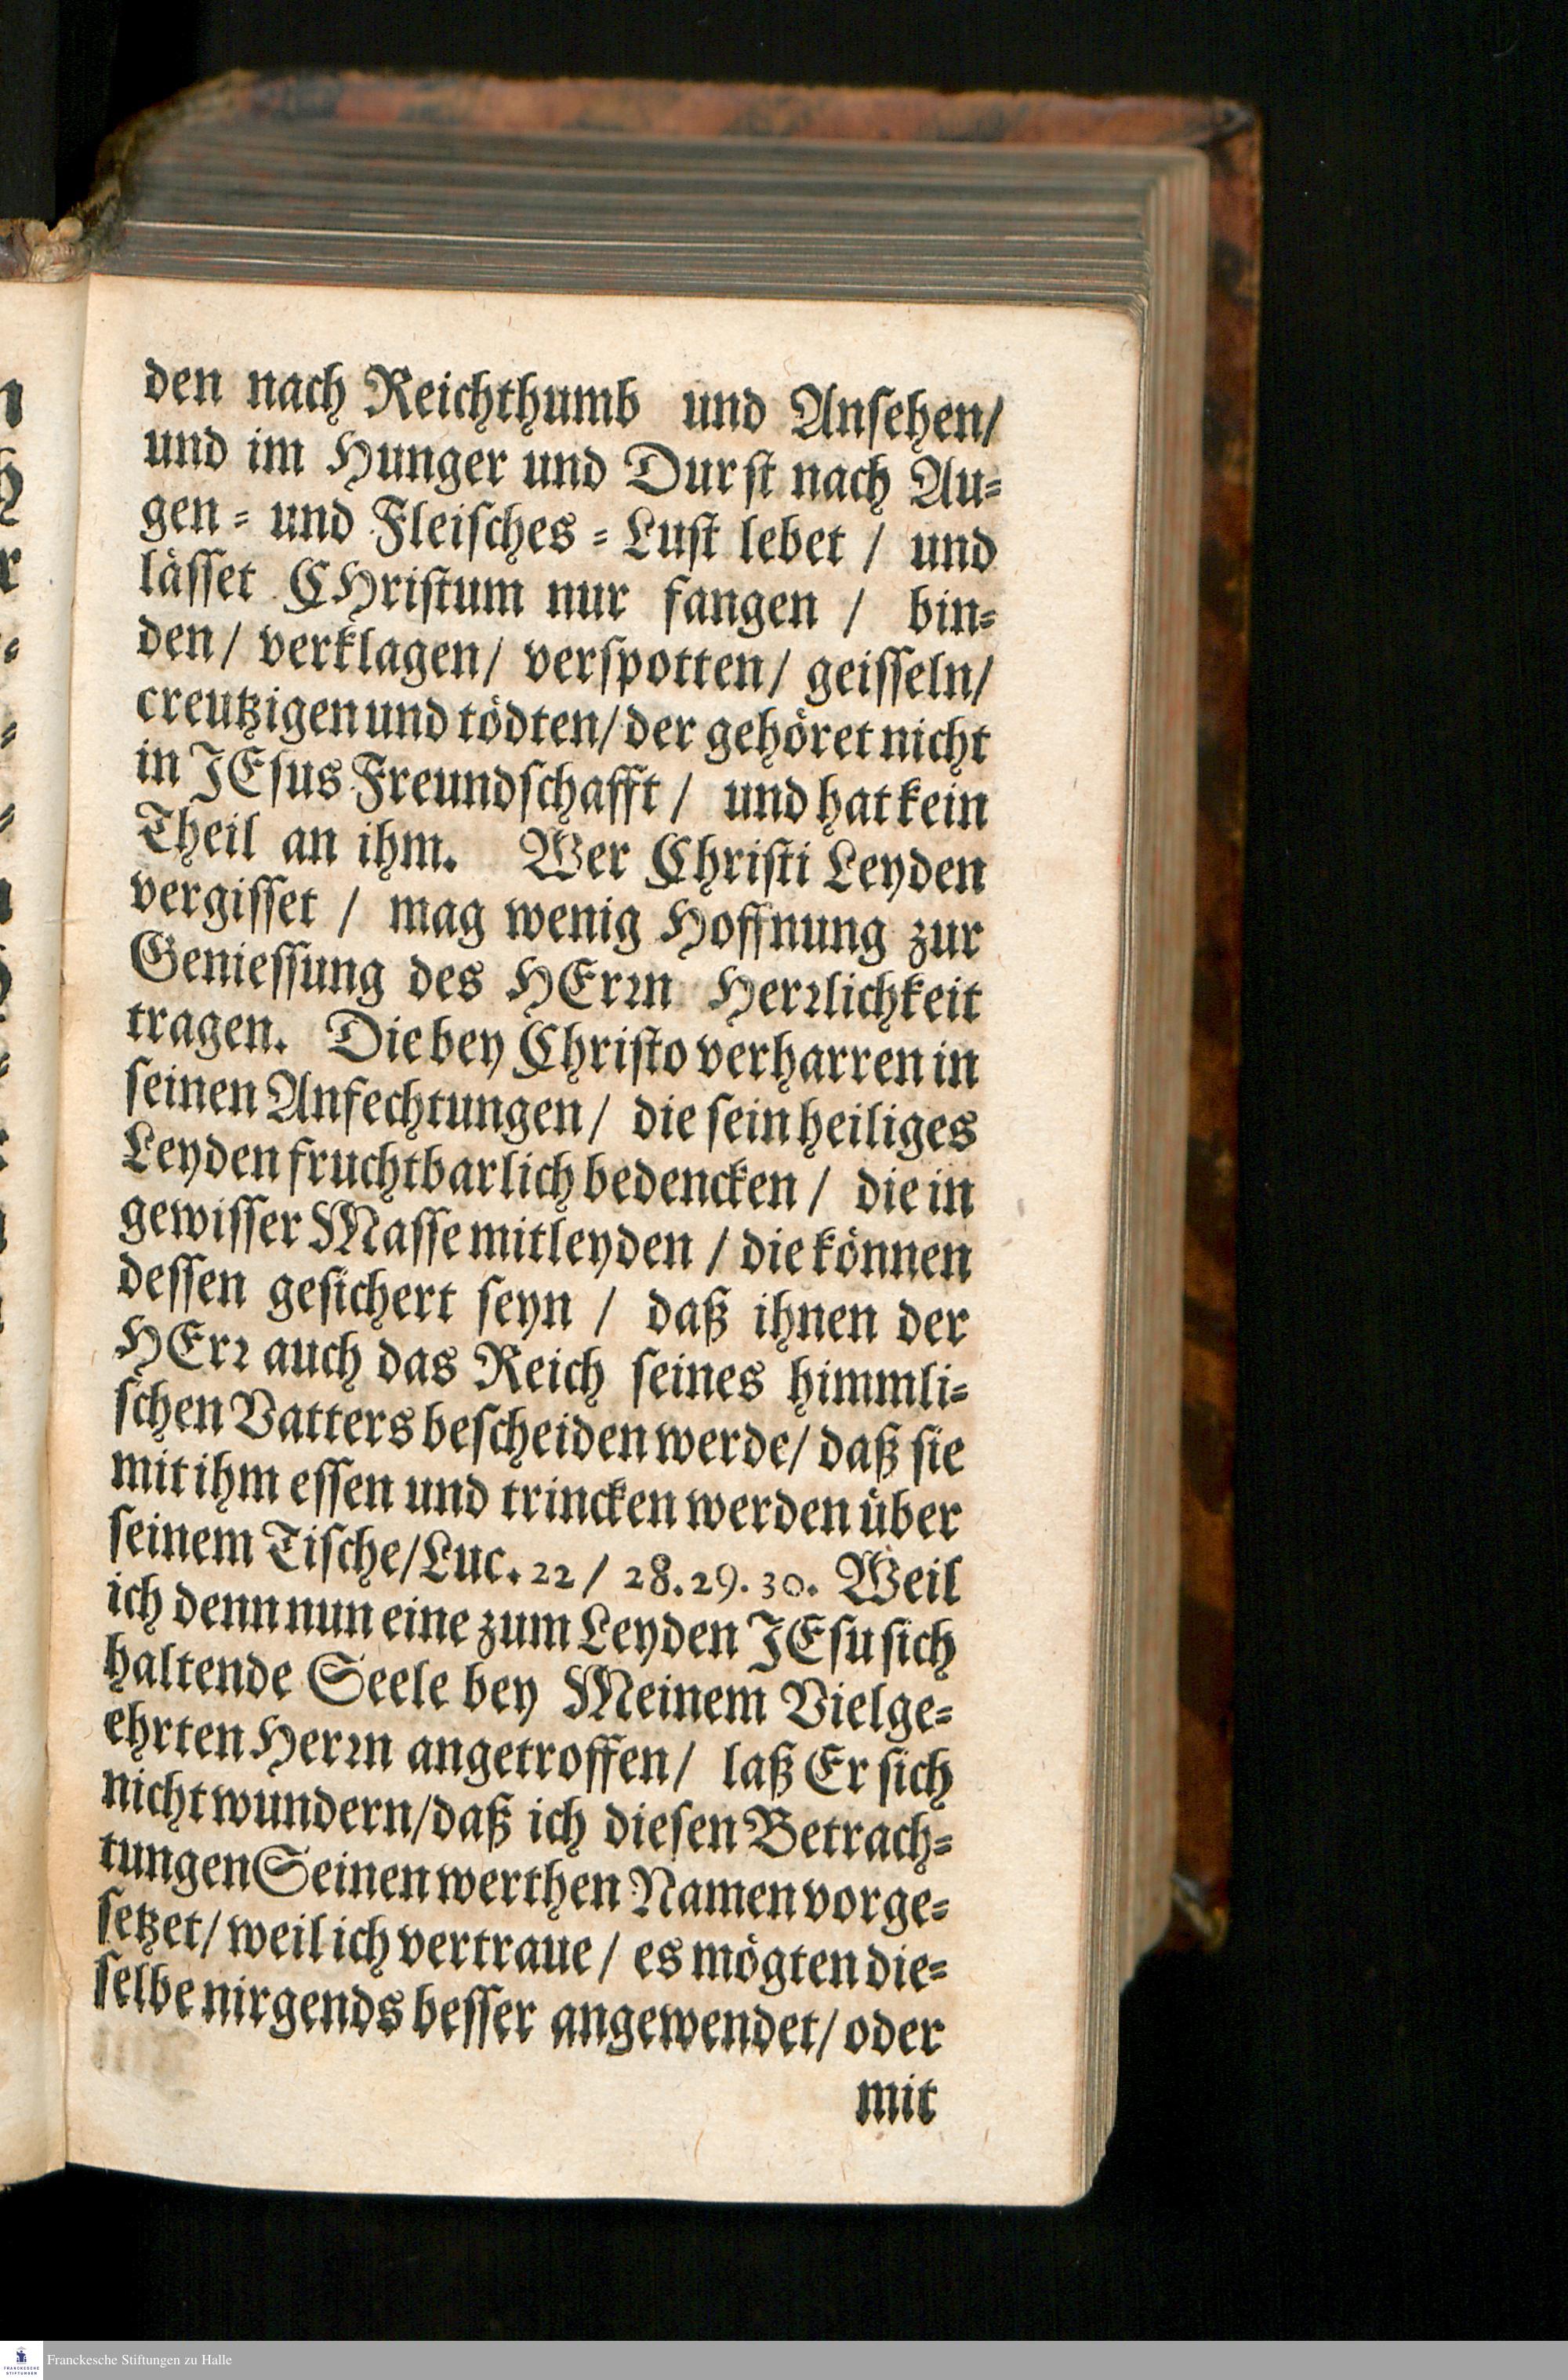 den nach Reichthumb und Ansehen/
und im Hunger und Durst nach Au-
gen- und Fleisches-Lust lebet / und
lässet CHristum nur fangen / bin-
den/ verklagen/ verspotten/ geisseln/
creutzigen und tödten/ der gehöret nicht
in JEsus Freundschafft / und hat kein
Theil an ihm. Wer Christi Leyden
vergisset / mag wenig Hoffnung zur
Geniessung des HErrn Herrlichkeit
tragen. Die bey Christo verharren in
seinen Anfechtungen/ die sein heiliges
Leyden fruchtbarlich bedencken / die in
gewisser Masse mitleyden / die können
dessen gesichert seyn / daß ihnen der
HErr auch das Reich seines himmli-
schen Vatters bescheiden werde/ daß sie
mit ihm essen und trincken werden über
seinem Tische/ Luc. 22 / 28. 29. 30. Weil
ich denn nun eine zum Leyden JEsu sich
haltende Seele bey Meinem Vielge-
ehrten Herrn angetroffen/ laß Er sich
nicht wundern/ daß ich diesen Betrach-
tungen Seinen werthen Namen vorge-
setzet/ weil ich vertraue / es mögten die-
selbe nirgends besser angewendet/ oder
mit
FRANCKESCHE
STIFTUNGEN
Franckesche Stiftungen zu Halle